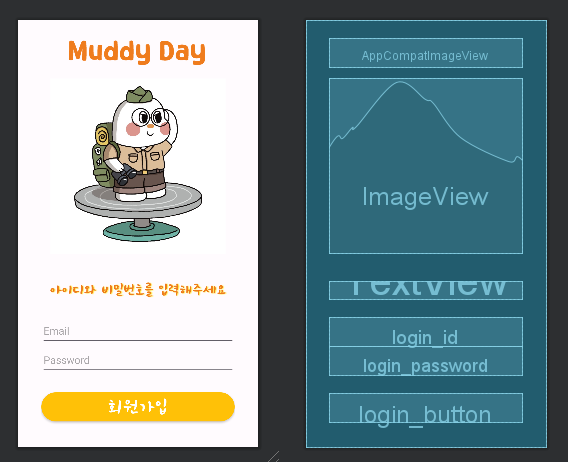 Muddy Day
아이디와 비밀번호를 입력해주세요
Email
Password
회원가입
AppCompatImageView
ImageView
TextView
login_id
login_password
login_button